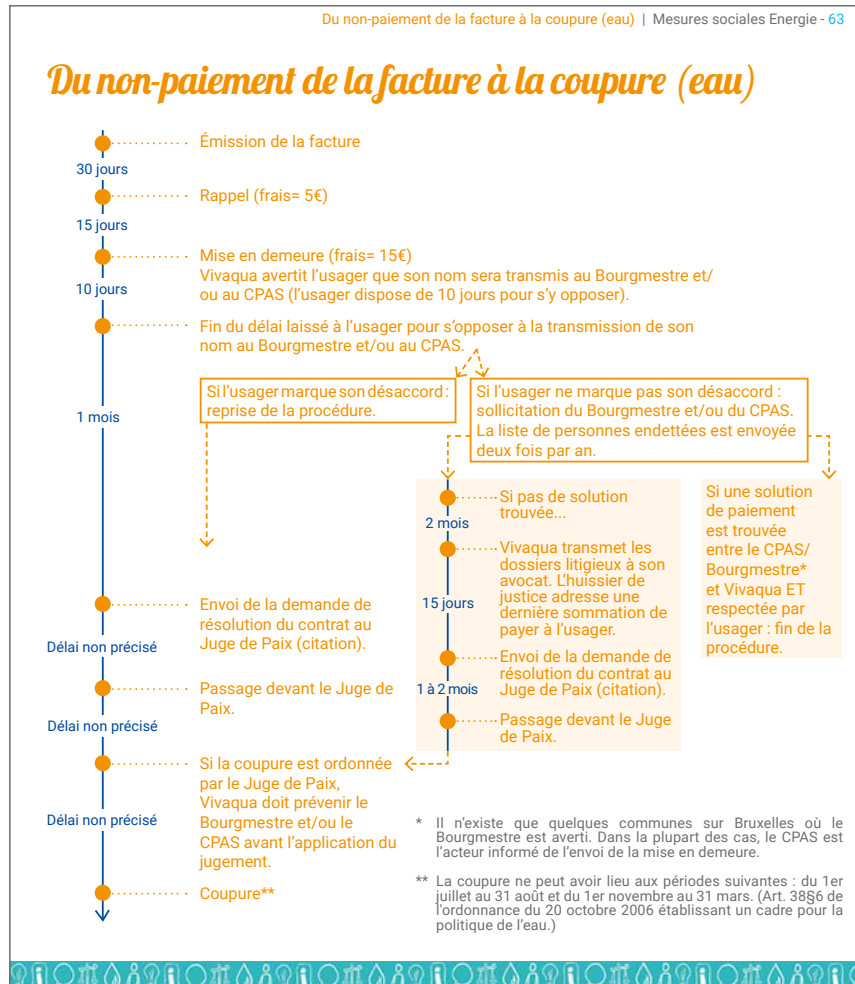 Du non-paiement de la facture à la coupure (eau) | Mesures sociales Energie - 63
Du non-paiement de la facture à la coupure (eau)
Émission de la facture
30 jours
Rappel (frais= 5€)
15 jours
Mise en demeure (frais= 15€)
Vivaqua avertit l'usager que son nom sera transmis au Bourgmestre et/
ou au CPAS (l'usager dispose de 10 jours pour s'y opposer).
10 jours
Fin du délai laissé à l'usager pour s'opposer à la transmission de son
nom au Bourgmestre et/ou au CPAS.
Si l'usager marque son désaccord :
reprise de la procédure.
Si l'usager ne marque pas son désaccord :
sollicitation du Bourgmestre et/ou du CPAS.
La liste de personnes endettées est envoyée
deux fois par an.
1 mois
Si pas de solution
trouvée...
2 mois
Vivaqua transmet les
dossiers litigieux à son
avocat. L'huissier de
justice adresse une
dernière sommation de
payer à l'usager.
15 jours
Envoi de la demande de
résolution du contrat au
Juge de Paix (citation).
1 à 2 mois
Passage devant le Juge
de Paix.
Si une solution
de paiement
est trouvée
entre le CPAS/
Bourgmestre*
et Vivaqua ET
respectée par
l'usager : fin de la
procédure.
Envoi de la demande de
résolution du contrat au
Juge de Paix (citation).
Délai non précisé
Passage devant le Juge de
Paix.
Délai non précisé
Si la coupure est ordonnée
par le Juge de Paix,
Vivaqua doit prévenir le
Bourgmestre et/ou le
CPAS avant l'application du
jugement.
Délai non précisé
Coupure**
* Il n'existe que quelques communes sur Bruxelles où le
Bourgmestre est averti. Dans la plupart des cas, le CPAS est
l'acteur informé de l'envoi de la mise en demeure.
** La coupure ne peut avoir lieu aux périodes suivantes : du 1er
juillet au 31 août et du 1er novembre au 31 mars. (Art. 38§6 de
l'ordonnance du 20 octobre 2006 établissant un cadre pour la
politique de l'eau.)